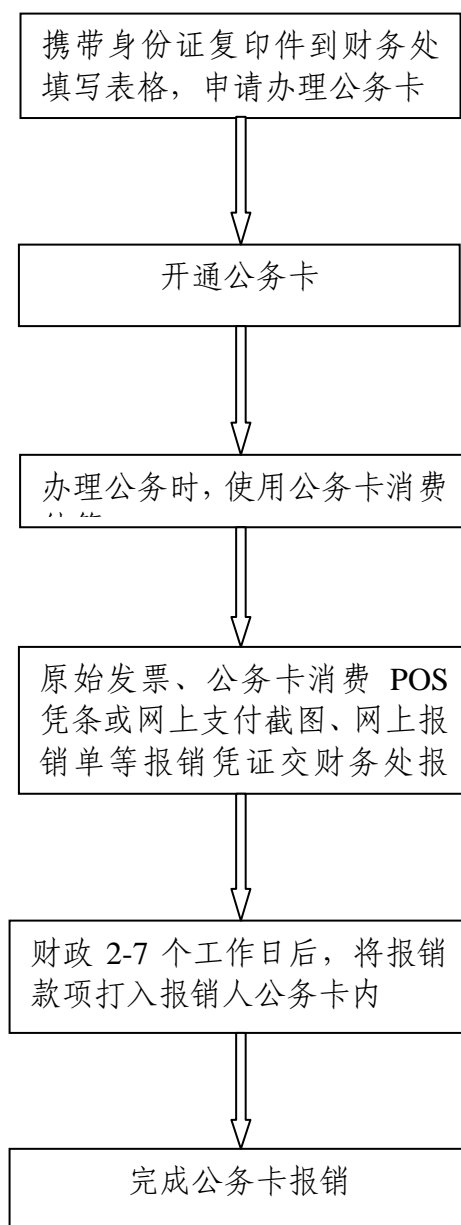 携带身份证复印件到财务处
填写表格，申请办理公务卡
开通公务卡
办理公务时，使用公务卡消费
原始发票、公务卡消费 POS
凭条或网上支付截图、网上报
销单等报销凭证交财务处报
财政 2-7 个工作日后，将报销
款项打入报销人公务卡内
完成公务卡报销